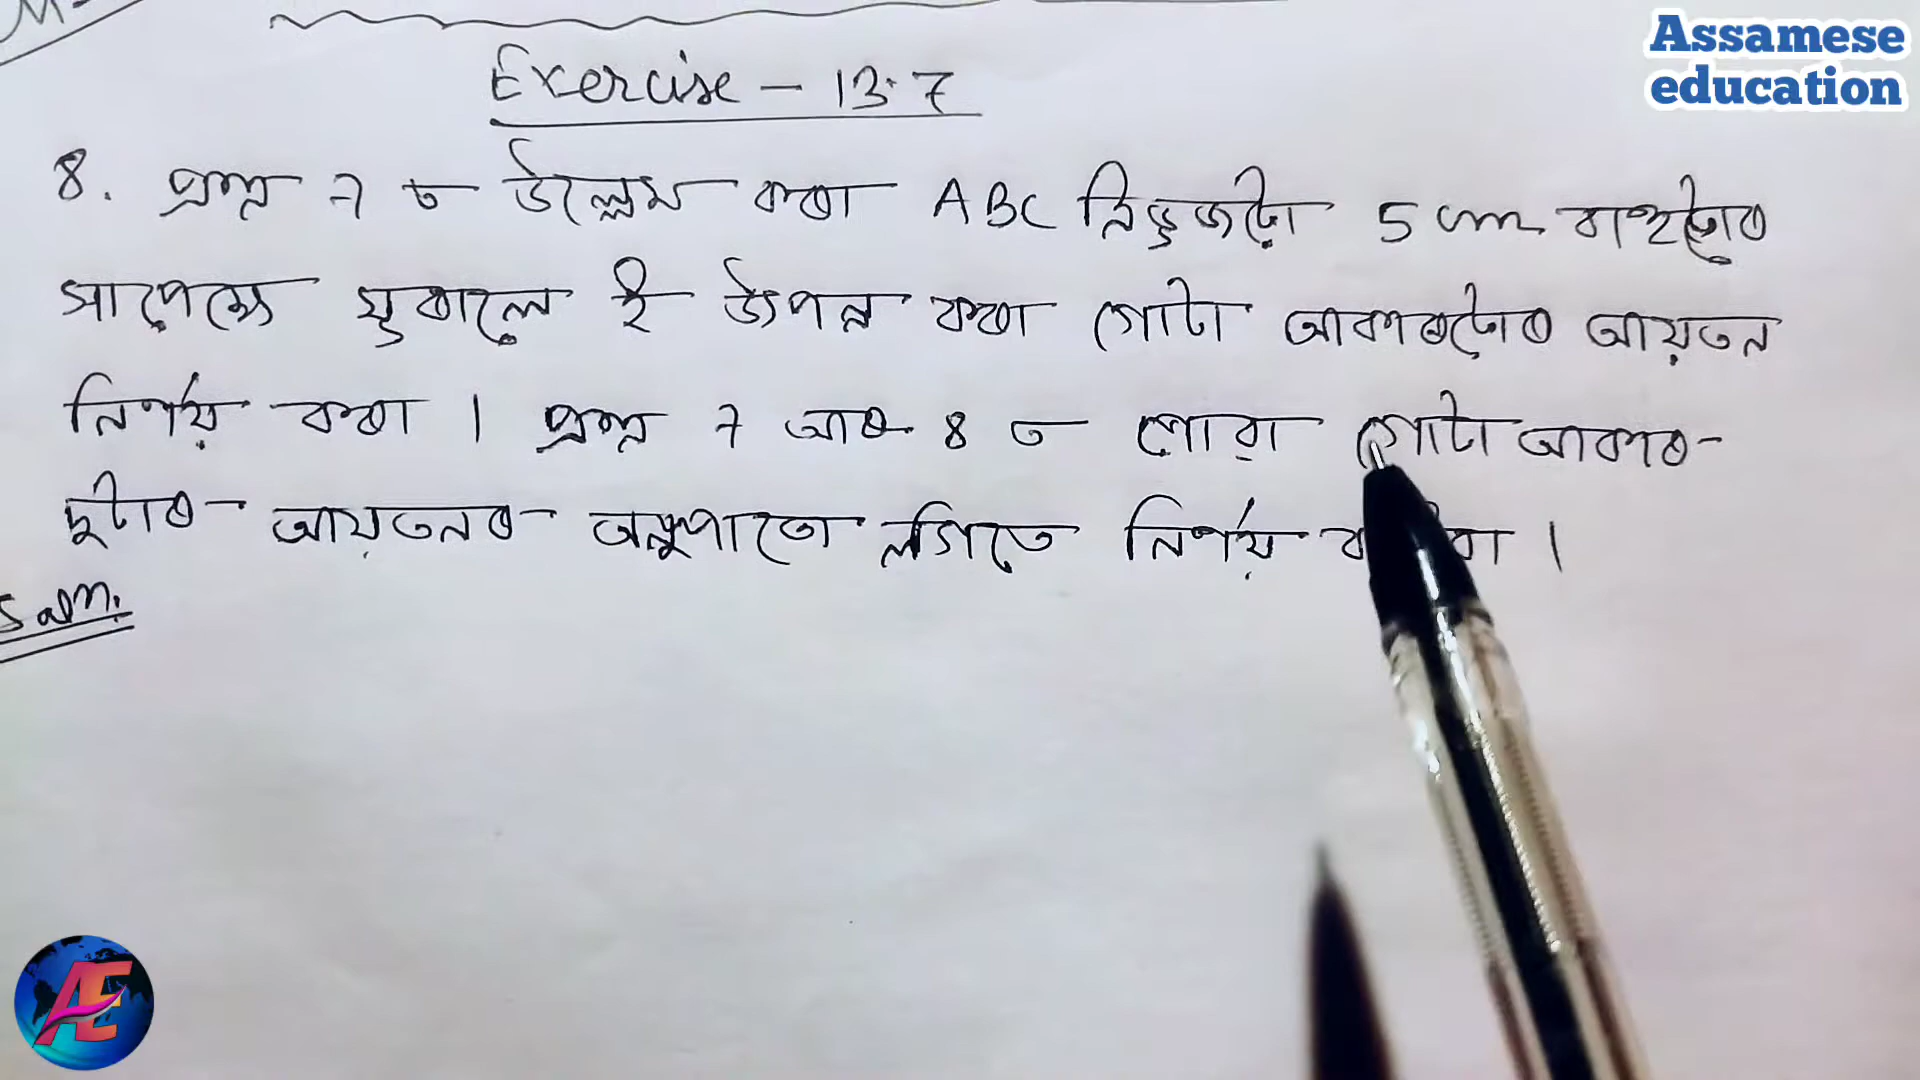 Assamese
education
Exercise - 13.7
8. প্ৰশ্ন 7 ত উল্লেখ কৰা ABC ত্ৰিভুজটো 5 cm বাহুটোৰ
সাপেক্ষে ঘূৰালে ই উৎপন্ন কৰা গোটা আকাৰটোৰ আয়তন
নিৰ্ণয় কৰা । প্ৰশ্ন 7 আৰু 8 ত পোৱা গোটা আকাৰ-
দুটাৰ আয়তনৰ অনুপাতো লগতে নিৰ্ণয় কৰিবা ।
Soln.
AE